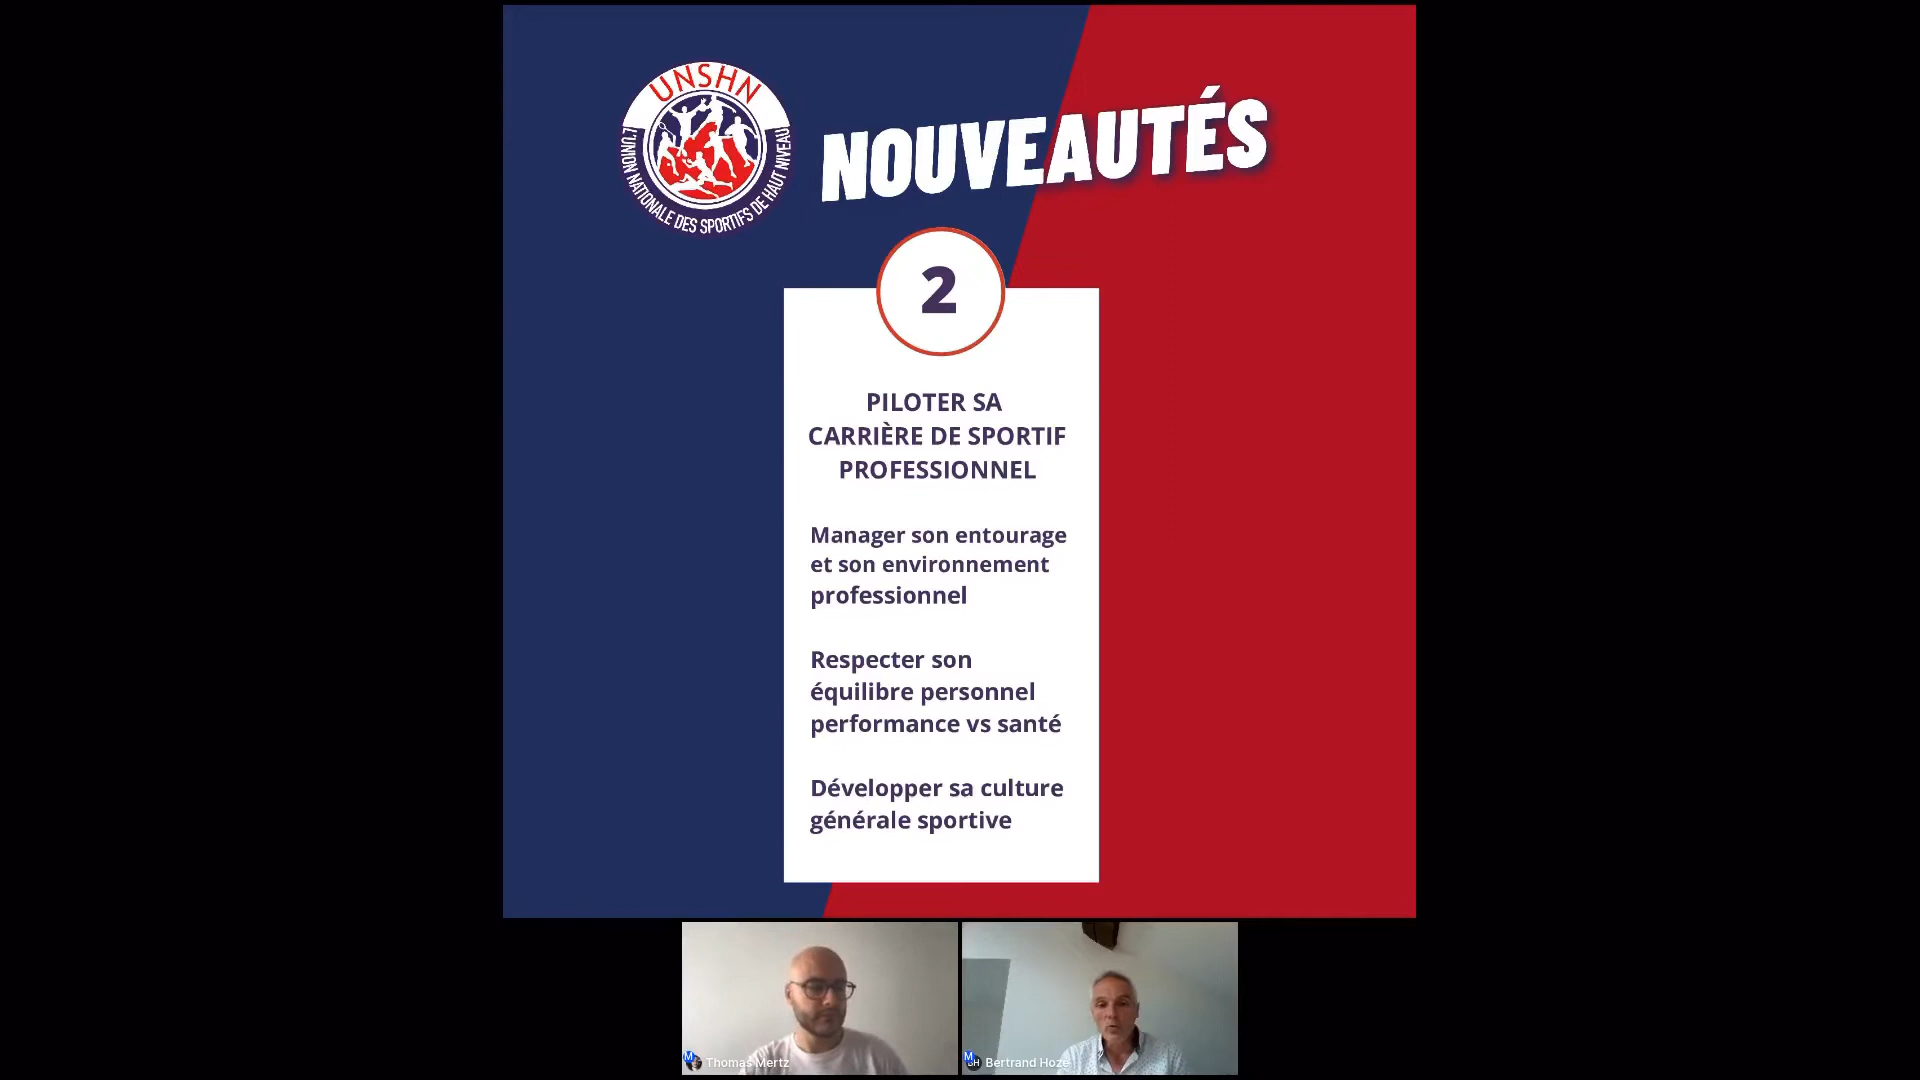 UNSHN
L'UNION NATIONALE DES SPORTIFS DE HAUT NIVEAU
NOUVEAUTÉS
2
PILOTER SA
CARRIÈRE DE SPORTIF
PROFESSIONNEL
Manager son entourage
et son environnement
professionnel
Respecter son
équilibre personnel
performance vs santé
Développer sa culture
générale sportive
M
Thomas Mertz
M
BH
Bertrand Hoze